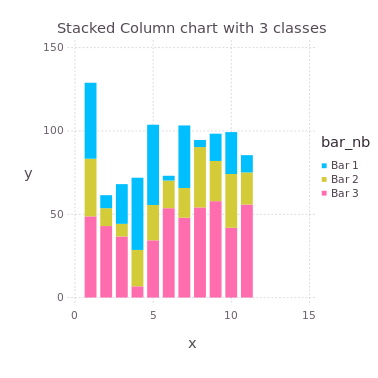 Stacked Column chart with 3 classes
150
100
50
0
y
0 5 10 15
x
bar_nb
Bar 1
Bar 2
Bar 3